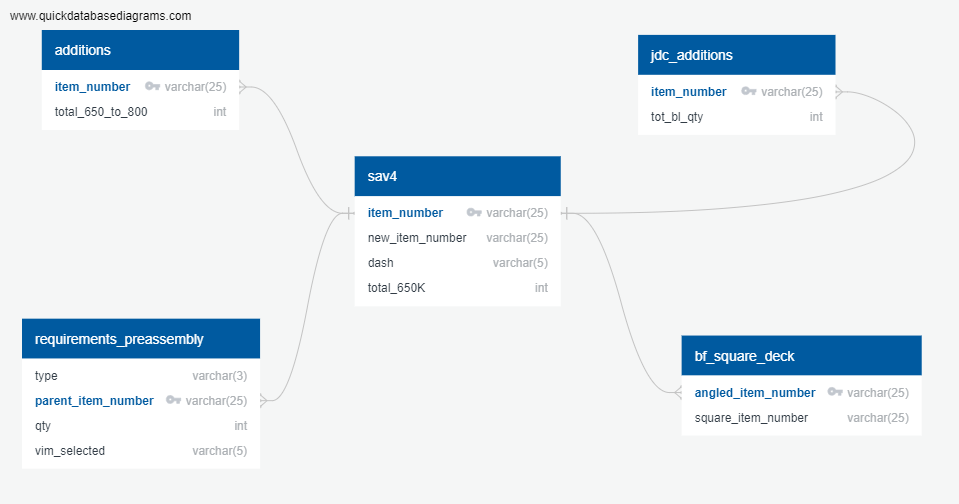 www.quickdatabasediagrams.com
additions
item_number varchar(25)
total_650_to_800 int
jdc_additions
item_number varchar(25)
tot_bl_qty int
sav4
item_number varchar(25)
new_item_number varchar(25)
dash varchar(5)
total_650K int
requirements_preassembly
type varchar(3)
parent_item_number varchar(25)
qty int
vim_selected varchar(5)
bf_square_deck
angled_item_number varchar(25)
square_item_number varchar(25)